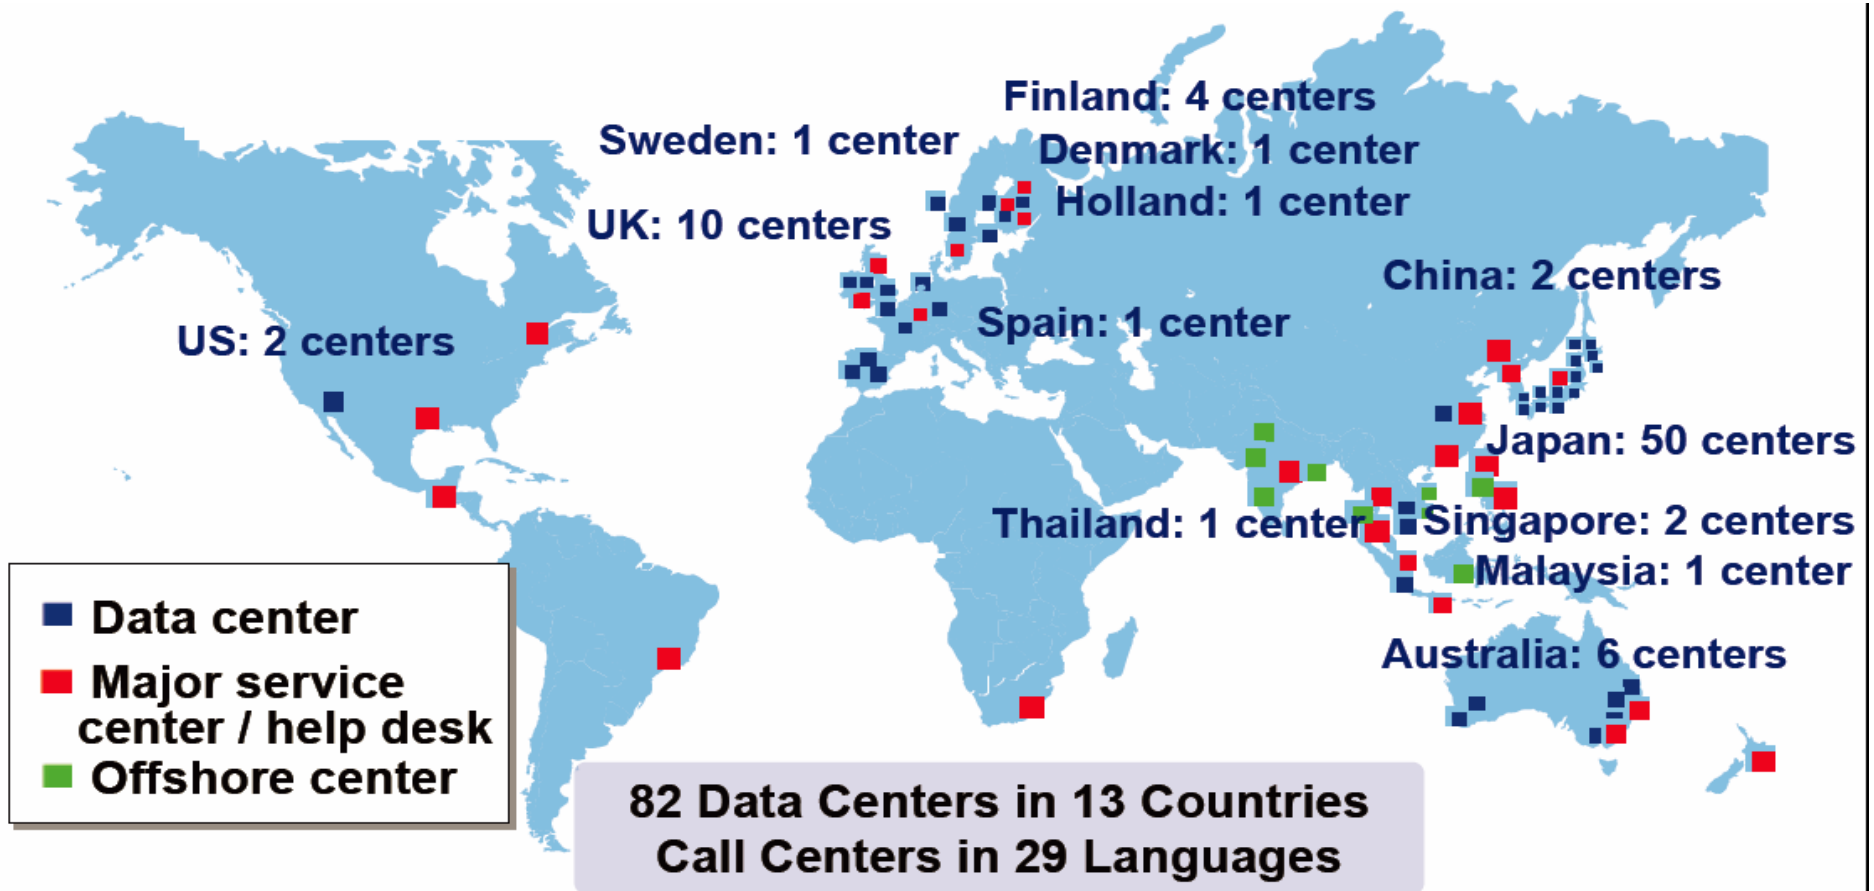 Finland: 4 centers
Sweden: 1 center
Denmark: 1 center
Holland: 1 center
UK: 10 centers
China: 2 centers
Spain: 1 center
US: 2 centers
Japan: 50 centers
Thailand: 1 center
Singapore: 2 centers
Malaysia: 1 center
Australia: 6 centers
Data center
Major service
center / help desk
Offshore center
82 Data Centers in 13 Countries
Call Centers in 29 Languages